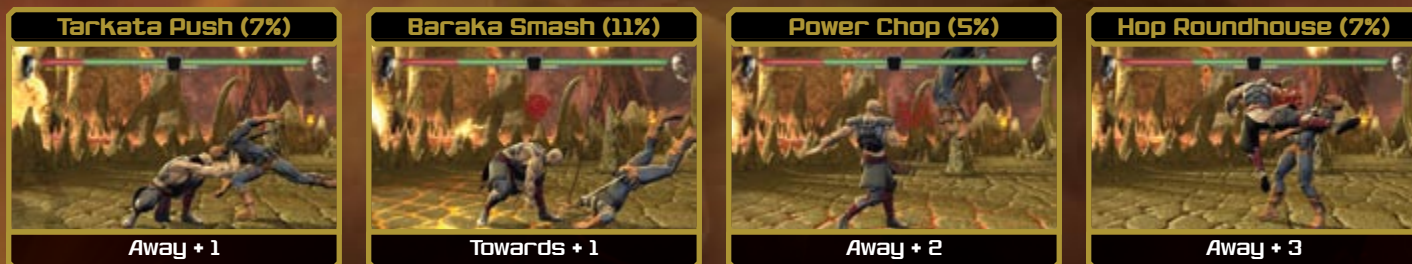 Tarkata Push (7%)
Baraka Smash (11%)
Power Chop (5%)
Hop Roundhouse (7%)
Away + 1
Towards + 1
Away + 2
Away + 3